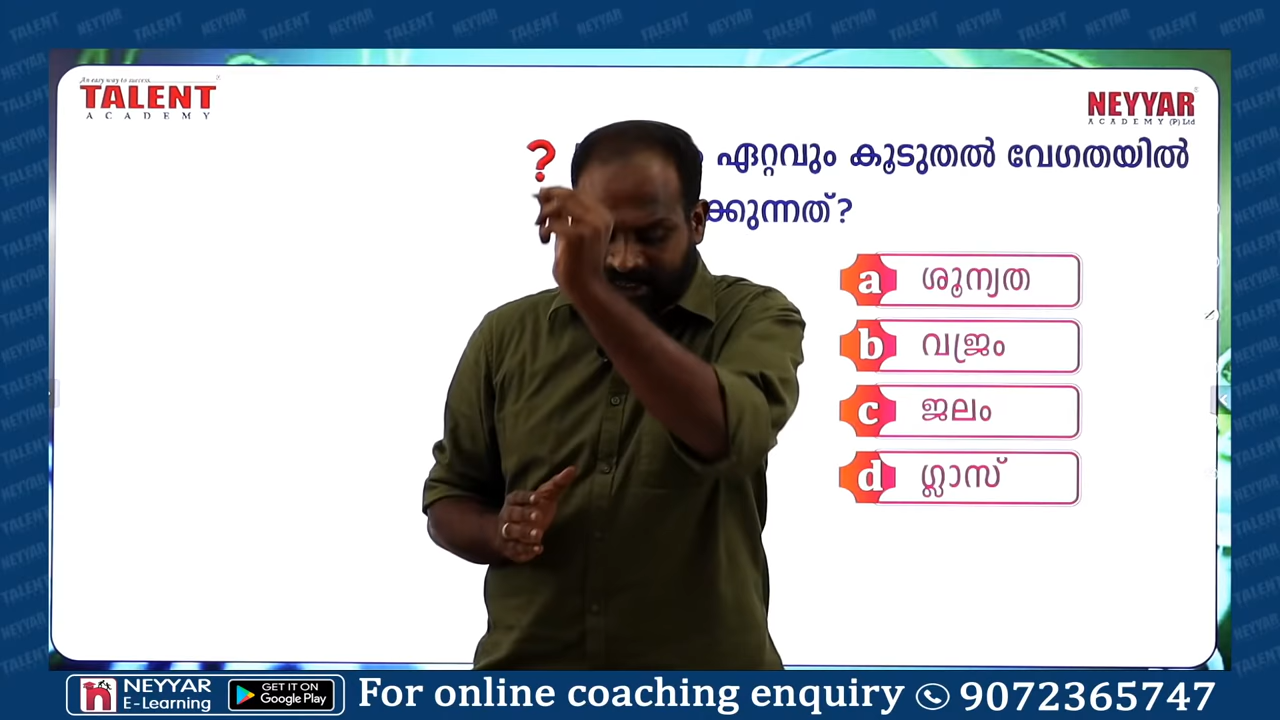 An easy way to success
TALENT
ACADEMY
NEYYAR
ACADEMY (P) Ltd
? ഏറ്റവും കൂടുതൽ വേഗതയിൽ
ക്കുന്നത്?
a ശൂന്യത
b വജ്രം
c ജലം
d ഗ്ലാസ്
NEYYAR
E-Learning
GET IT ON
Google Play
For online coaching enquiry 9072365747